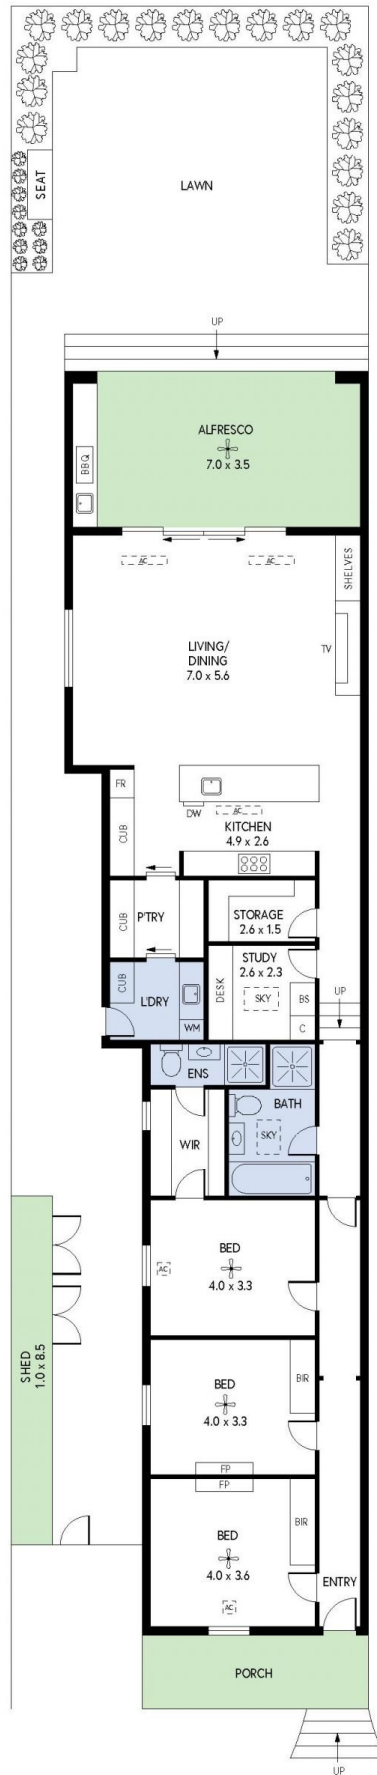 SEAT
LAWN
UP
BBQ
ALFRESCO
7.0 x 3.5
AC
AC
SHELVES
LIVING/
DINING
7.0 x 5.6
TV
FR
DW
AC
CUB
KITCHEN
4.9 x 2.6
CUB
P'TRY
STORAGE
2.6 x 1.5
STUDY
2.6 x 2.3
CUB
DESK
SKY
BS
UP
L'DRY
WM
C
ENS
BATH
WIR
SKY
BED
AC
4.0 x 3.3
SHED
1.0 x 8.5
BED
4.0 x 3.3
BIR
FP
FP
BED
4.0 x 3.6
BIR
AC
ENTRY
PORCH
UP